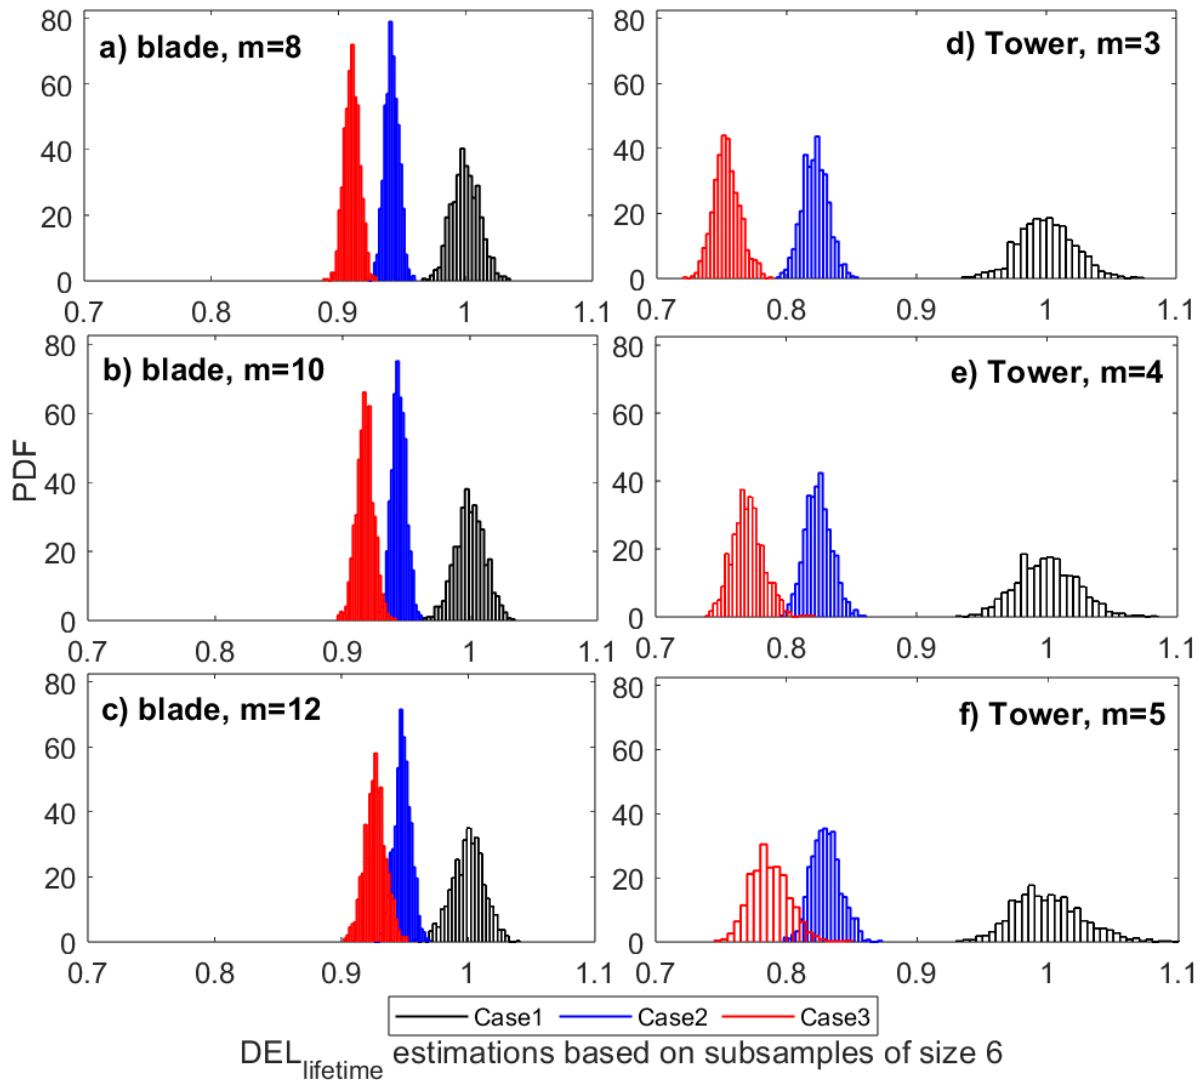 a) blade, m=8
80
60
40
20
0
0.7 0.8 0.9 1 1.1
d) Tower, m=3
80
60
40
20
0
0.7 0.8 0.9 1 1.1
b) blade, m=10
80
60
40
20
0
0.7 0.8 0.9 1 1.1
e) Tower, m=4
80
60
40
20
0
0.7 0.8 0.9 1 1.1
c) blade, m=12
80
60
40
20
0
0.7 0.8 0.9 1 1.1
f) Tower, m=5
80
60
40
20
0
0.7 0.8 0.9 1 1.1
PDF
Case1 Case2 Case3
DELlifetime estimations based on subsamples of size 6